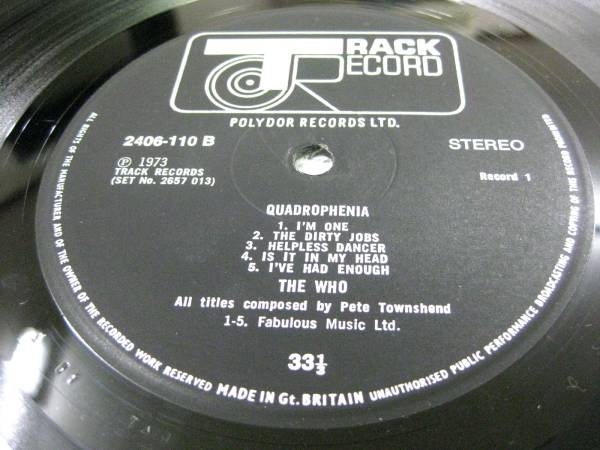 TRACK
RECORD
POLYDOR RECORDS LTD.
2406-110 B
STEREO
Ⓟ 1973
TRACK RECORDS
(SET No. 2657 013)
Record 1
QUADROPHENIA
1. I'M ONE
2. THE DIRTY JOBS
3. HELPLESS DANCER
4. IS IT IN MY HEAD
5. I'VE HAD ENOUGH
THE WHO
All titles composed by Pete Townshend
1-5. Fabulous Music Ltd.
33⅓
ALL RIGHTS OF THE MANUFACTURER AND OF THE OWNER OF THE RECORDED WORK RESERVED MADE IN Gt. BRITAIN UNAUTHORISED PUBLIC PERFORMANCE BROADCASTING AND COPYING OF THIS RECORD PROHIBITED